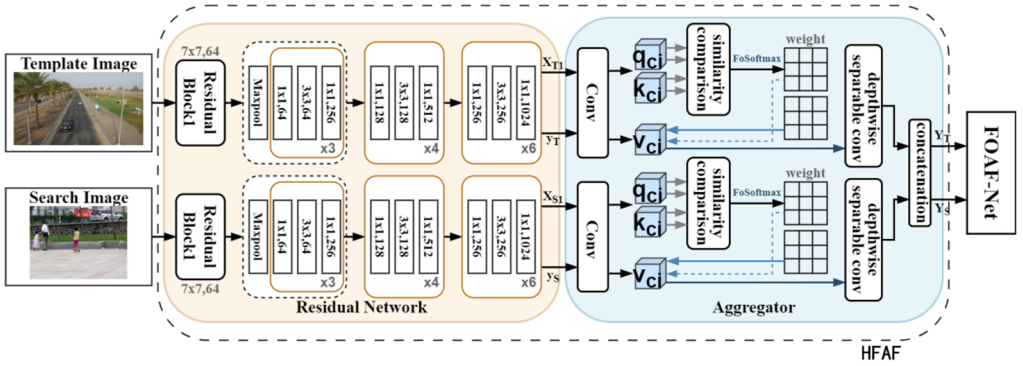 Template Image
7x7,64
Residual
Block1
Maxpool
1x1,64
3x3,64
1x1,256
x3
1x1,128
3x3,128
1x1,512
x4
1x1,256
3x3,256
1x1,1024
x6
XT1
yT
Conv
qci
kci
vci
similarity
comparison
FoSoftmax
weight
depthwise
separable conv
Search Image
Residual
Block1
7x7,64
Maxpool
1x1,64
3x3,64
1x1,256
x3
1x1,128
3x3,128
1x1,512
x4
1x1,256
3x3,256
1x1,1024
x6
XS1
yS
Conv
qci
kci
vci
similarity
comparison
FoSoftmax
weight
depthwise
separable conv
concatenation
YT
YS
FOAF-Net
Residual Network
Aggregator
HFAF